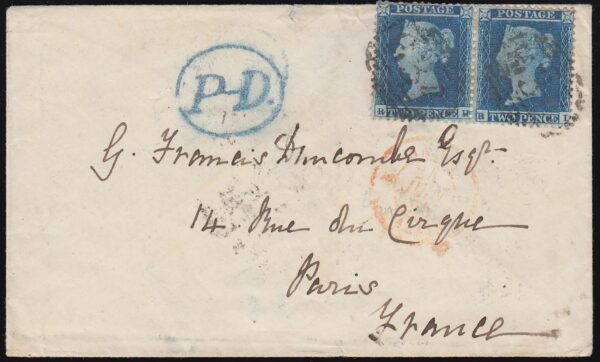 POSTAGE POSTAGE
TWO PENCE TWO PENCE
P.D.
G. Francis Duncombe Esqr.
14 Rue du Cirque
Paris
France